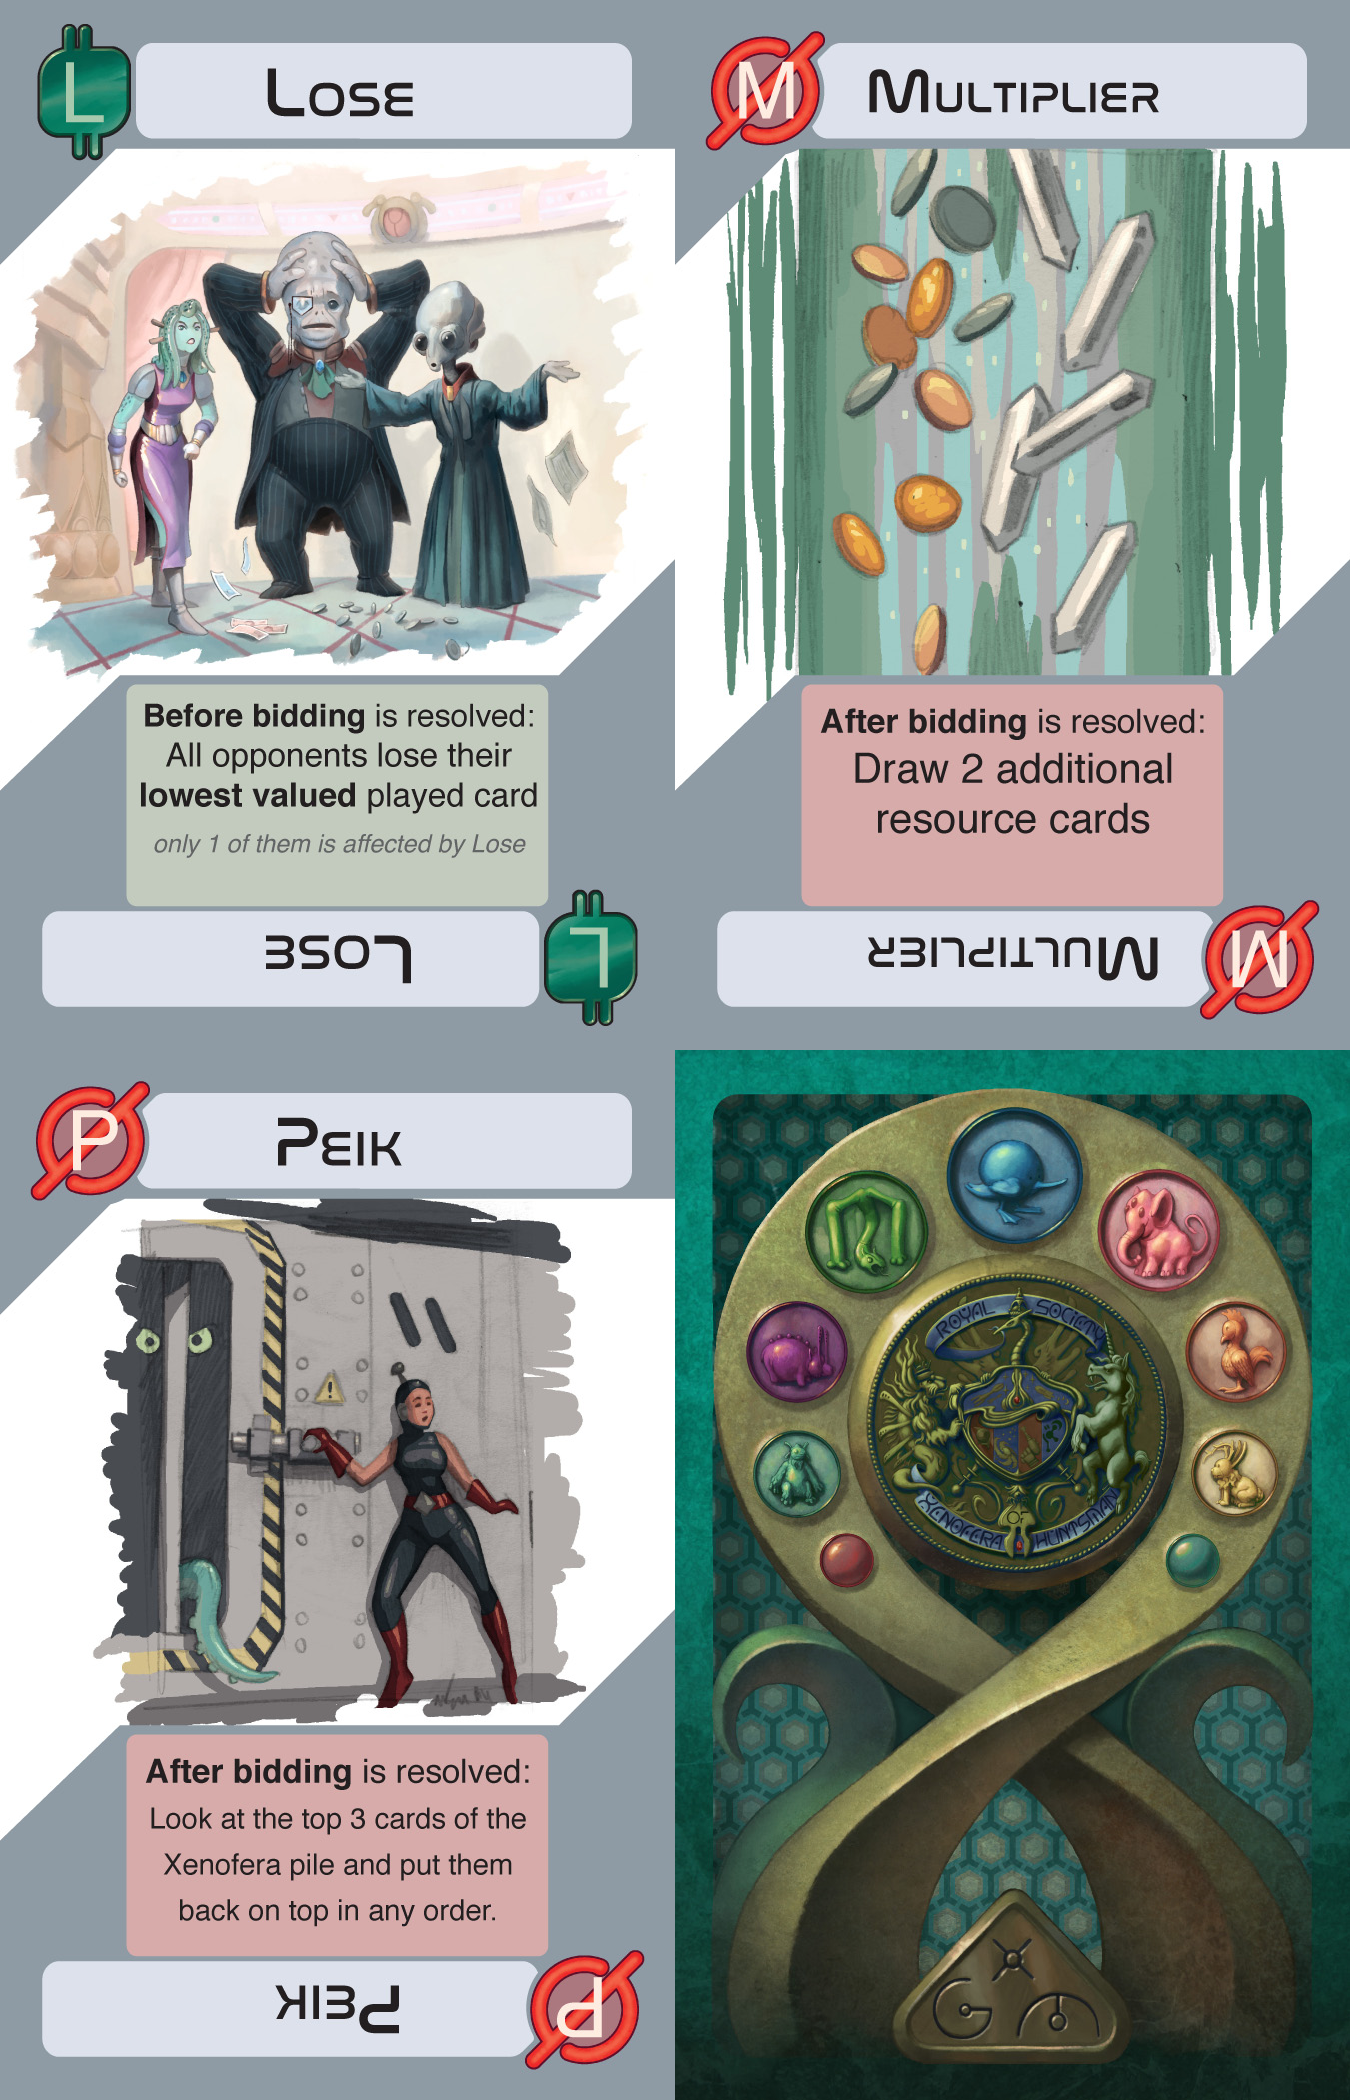 L
Lose
Before bidding is resolved:
All opponents lose their
lowest valued played card
only 1 of them is affected by Lose
Lose
L
M
Multiplier
After bidding is resolved:
Draw 2 additional
resource cards
Multiplier
M
P
Peik
After bidding is resolved:
Look at the top 3 cards of the
Xenofera pile and put them
back on top in any order.
Peik
P
ROYAL SOCIETY
OF
XENOFERA HUNTSMAN